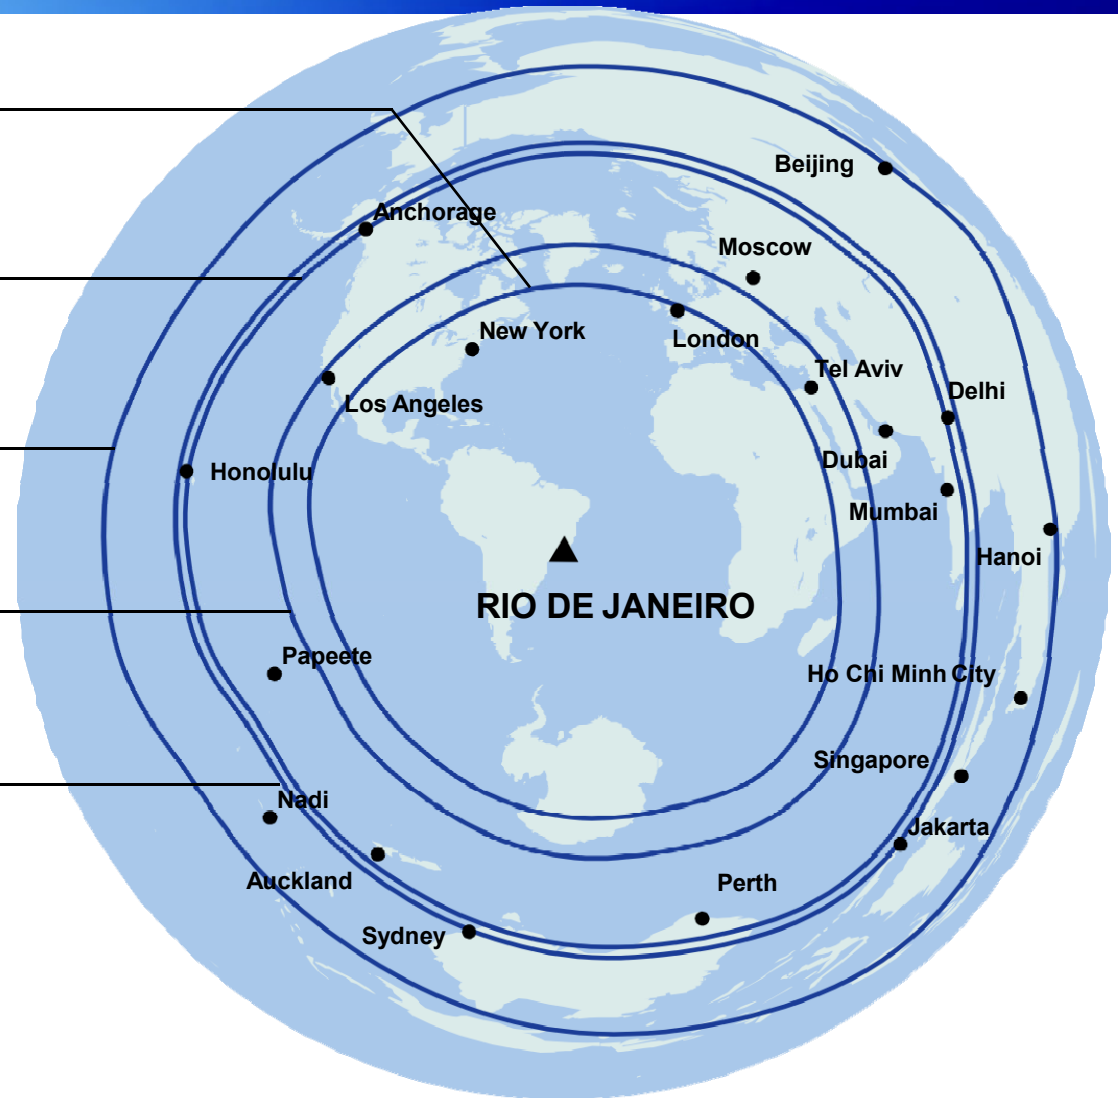 Beijing
Anchorage
Moscow
New York
London
Tel Aviv
Delhi
Los Angeles
Dubai
Honolulu
Mumbai
Hanoi
RIO DE JANEIRO
Papeete
Ho Chi Minh City
Singapore
Nadi
Jakarta
Auckland
Perth
Sydney